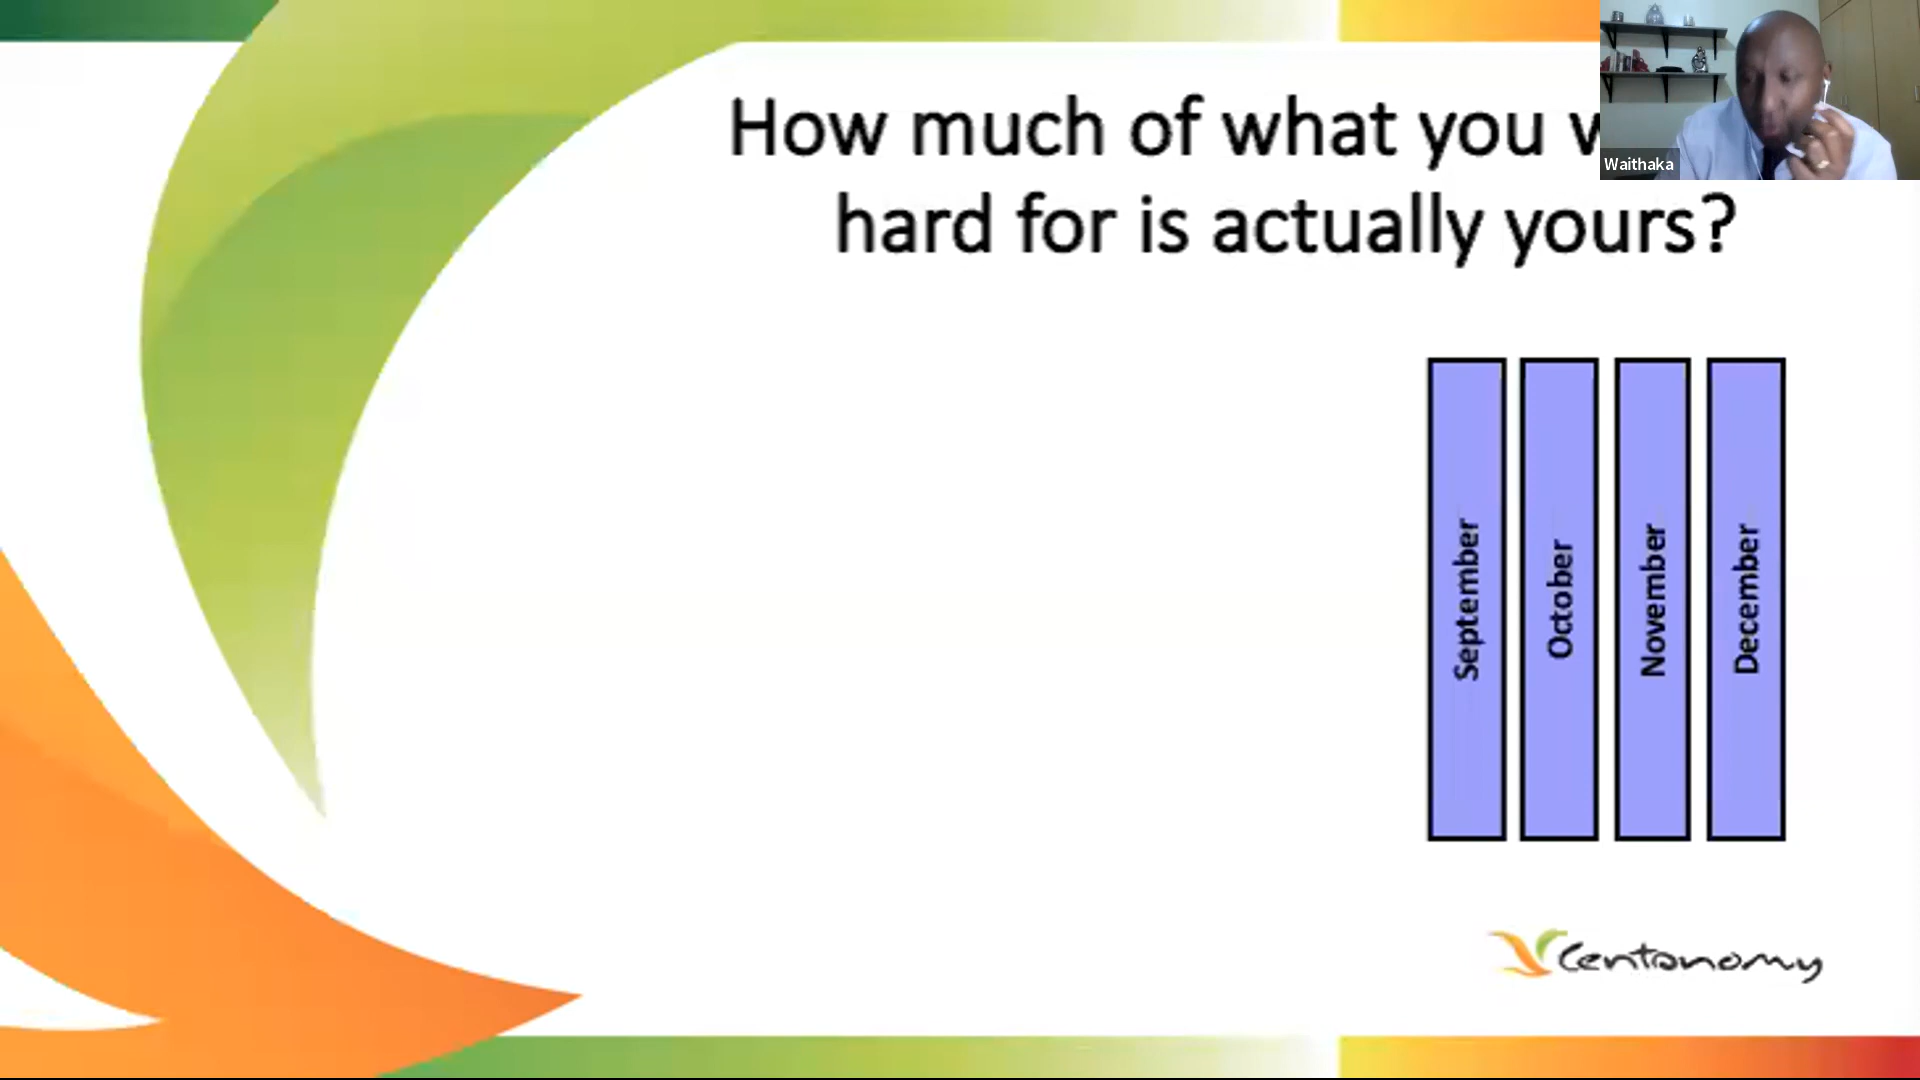 How much of what you
hard for is actually yours?
Waithaka
September
October
November
December
Centonomy